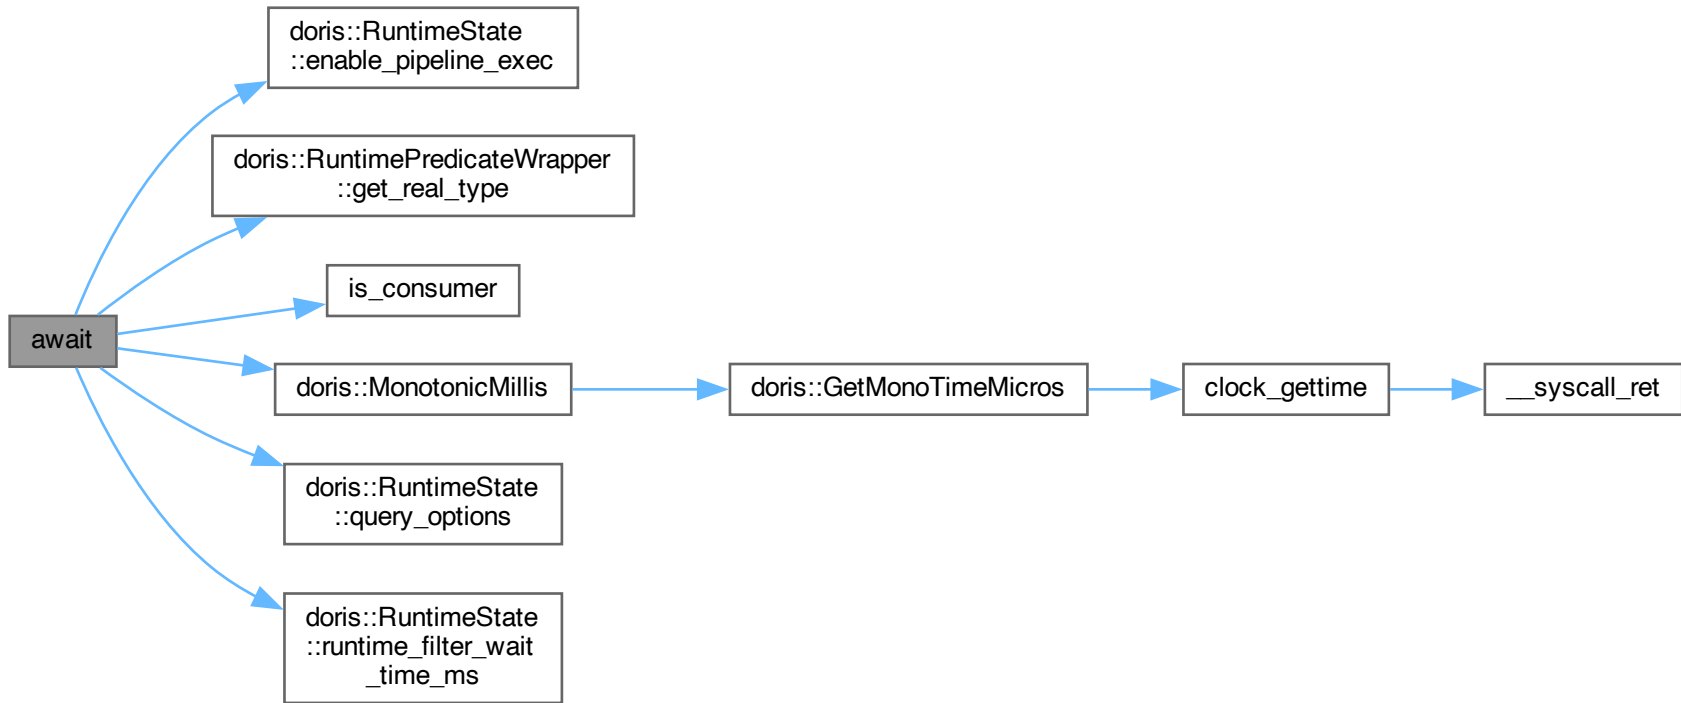 doris::RuntimeState
::enable_pipeline_exec
doris::RuntimePredicateWrapper
::get_real_type
is_consumer
await
doris::MonotonicMillis
doris::GetMonoTimeMicros
clock_gettime
__syscall_ret
doris::RuntimeState
::query_options
doris::RuntimeState
::runtime_filter_wait
_time_ms